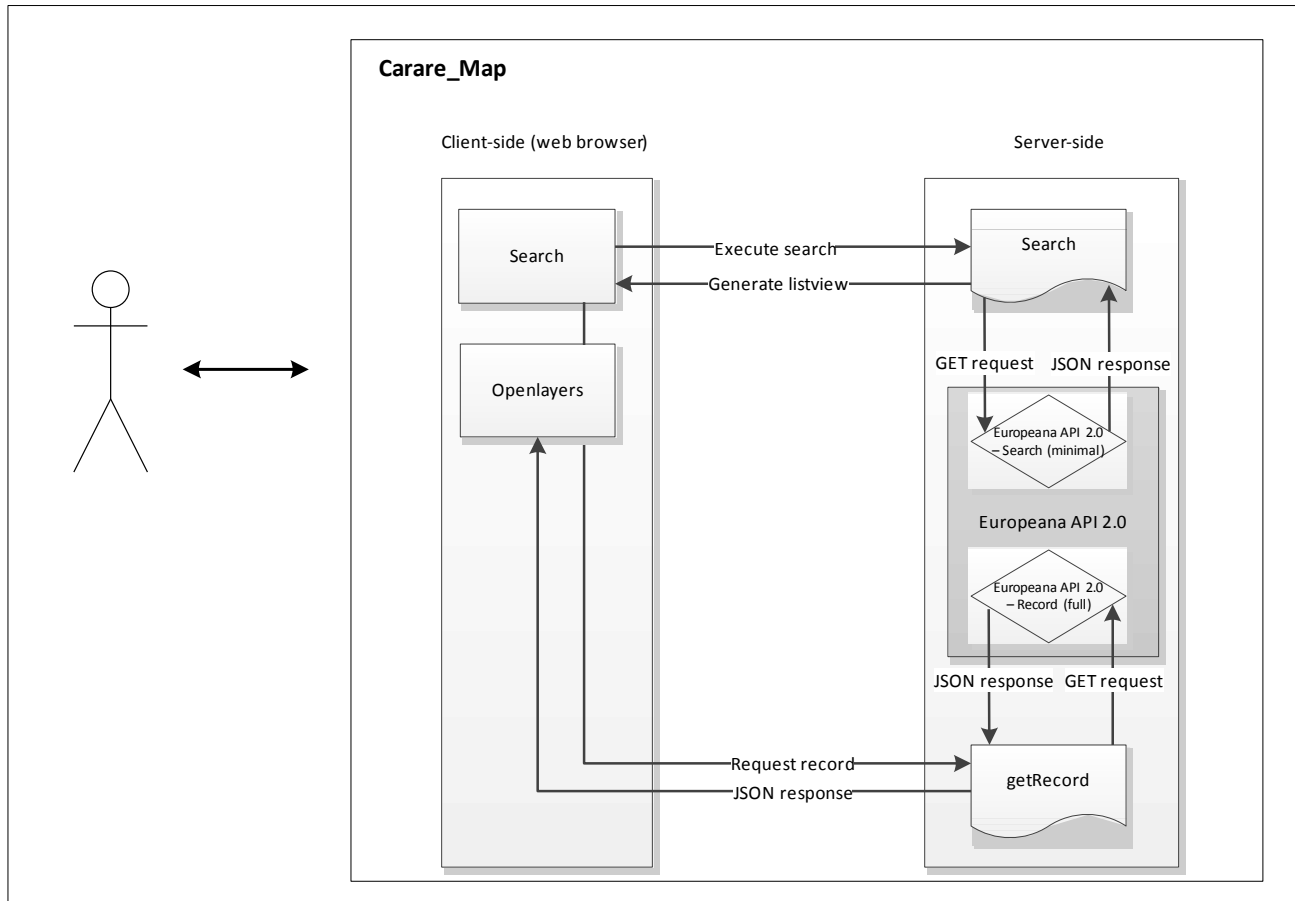 Carare_Map
Client-side (web browser)
Server-side
Search
Execute search
Generate listview
Search
Openlayers
GET request
JSON response
Europeana API 2.0
– Search (minimal)
Europeana API 2.0
Europeana API 2.0
– Record (full)
JSON response
GET request
Request record
JSON response
getRecord